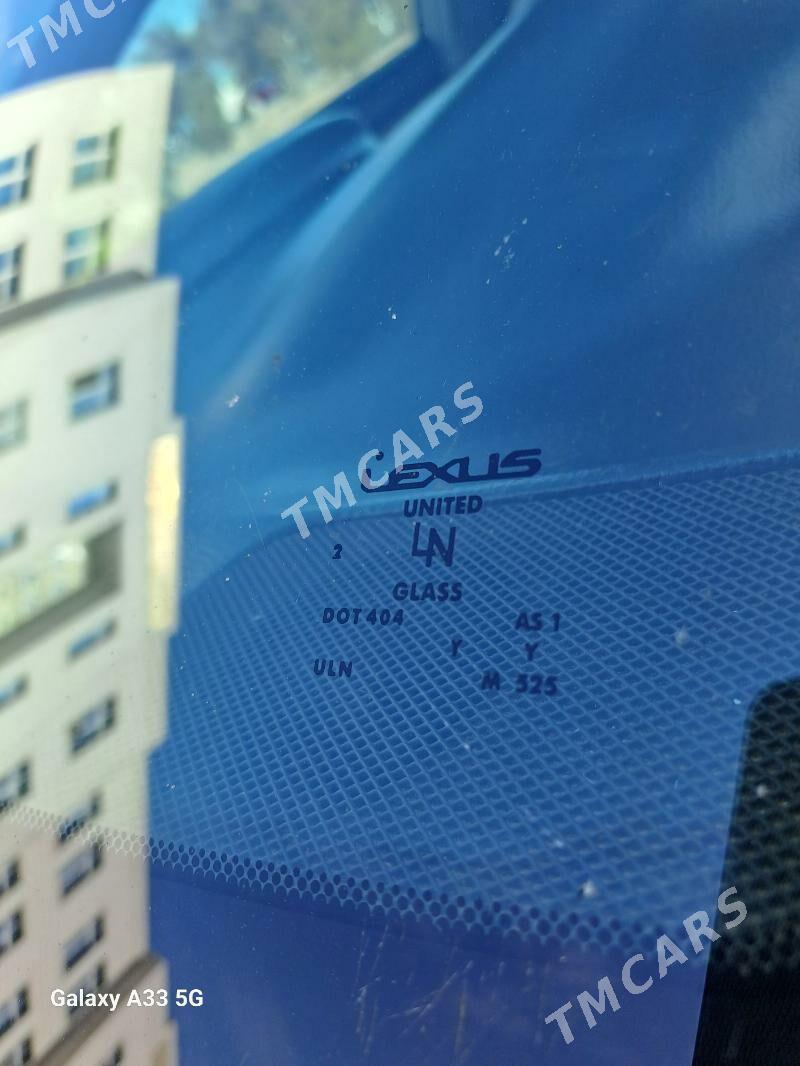 TMCARS
LEXUS
TMCARS
UNITED
2 LN
GLASS
DOT 404 AS 1
Y Y
ULN M 525
TMCARS
Galaxy A33 5G